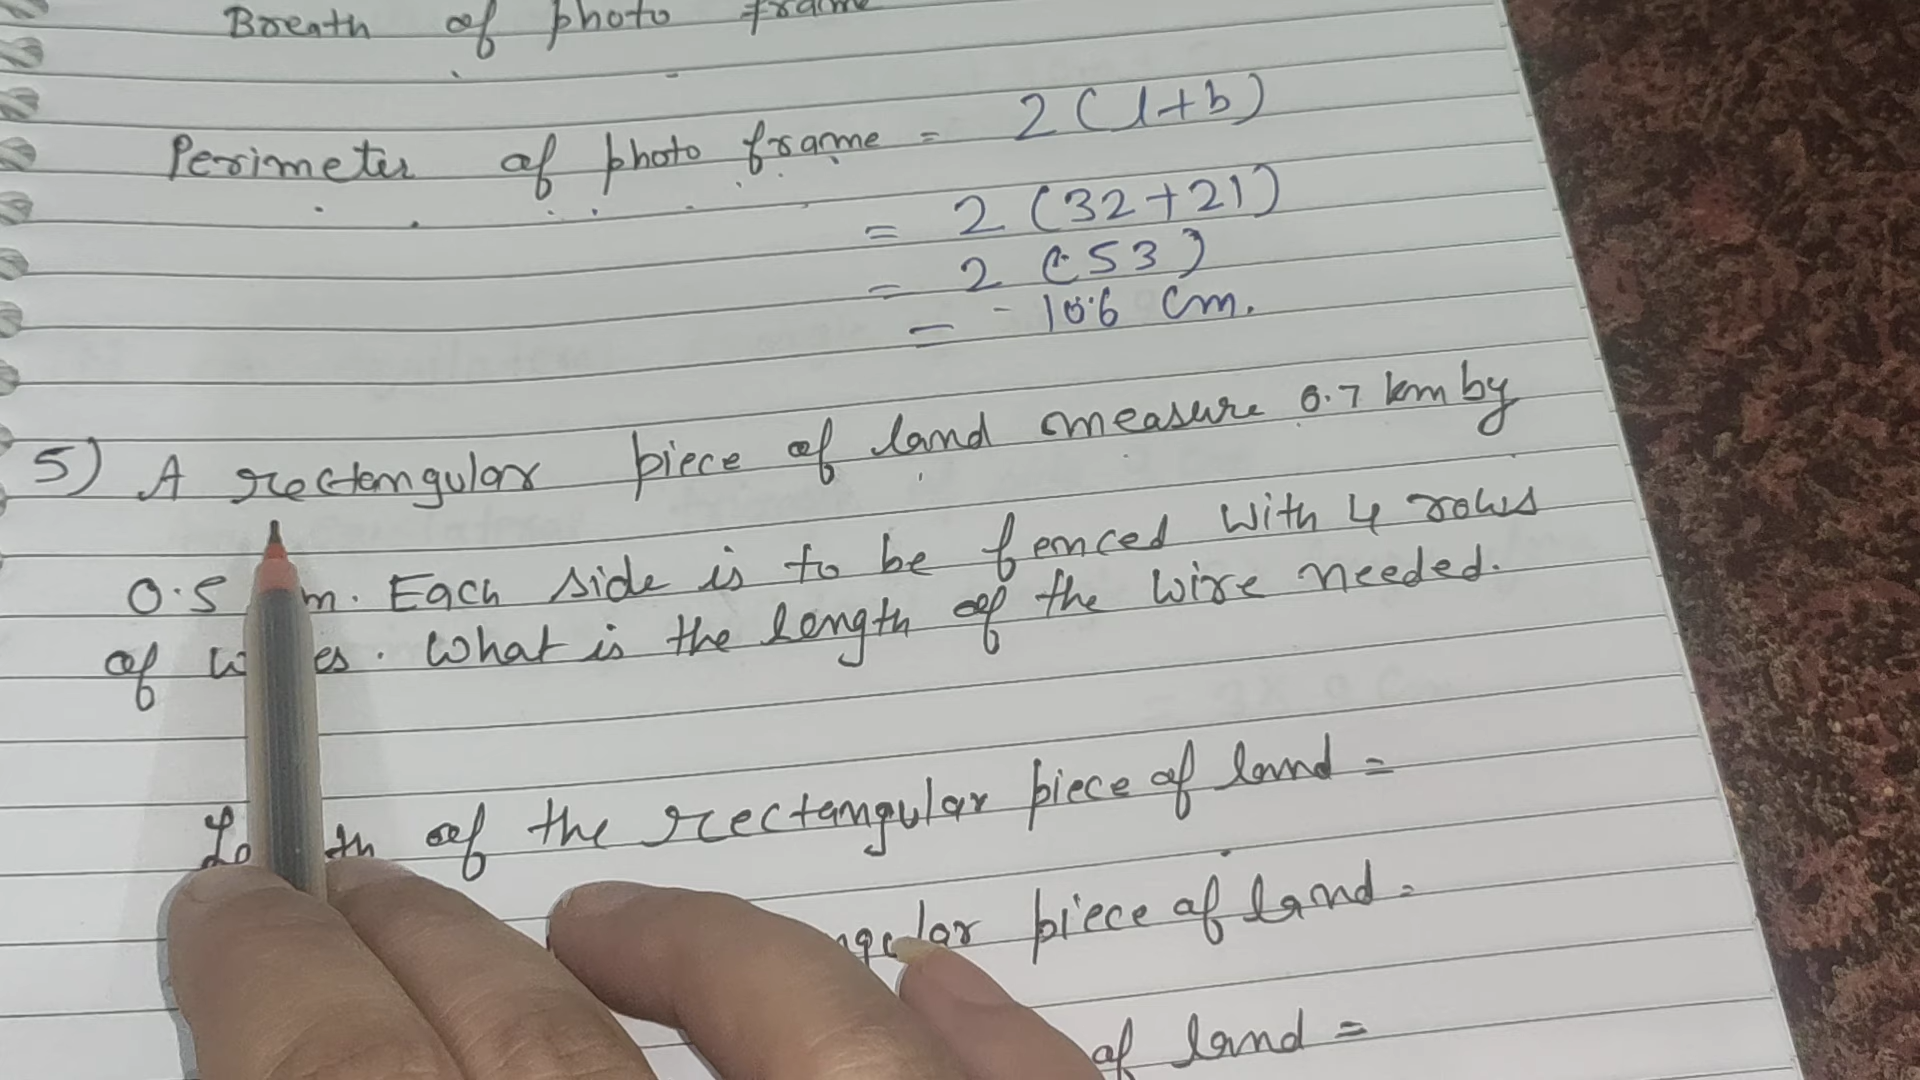 Breath of photo frame
Perimeter of photo frame = 2(l+b)
= 2 (32+21)
= 2 (53)
= 106 cm.
5) A rectangular piece of land measure 0.7 km by
0.5 m. Each side is to be fenced with 4 rows
of . What is the length of the wire needed.
of the rectangular piece of land =
piece of land =
of land =